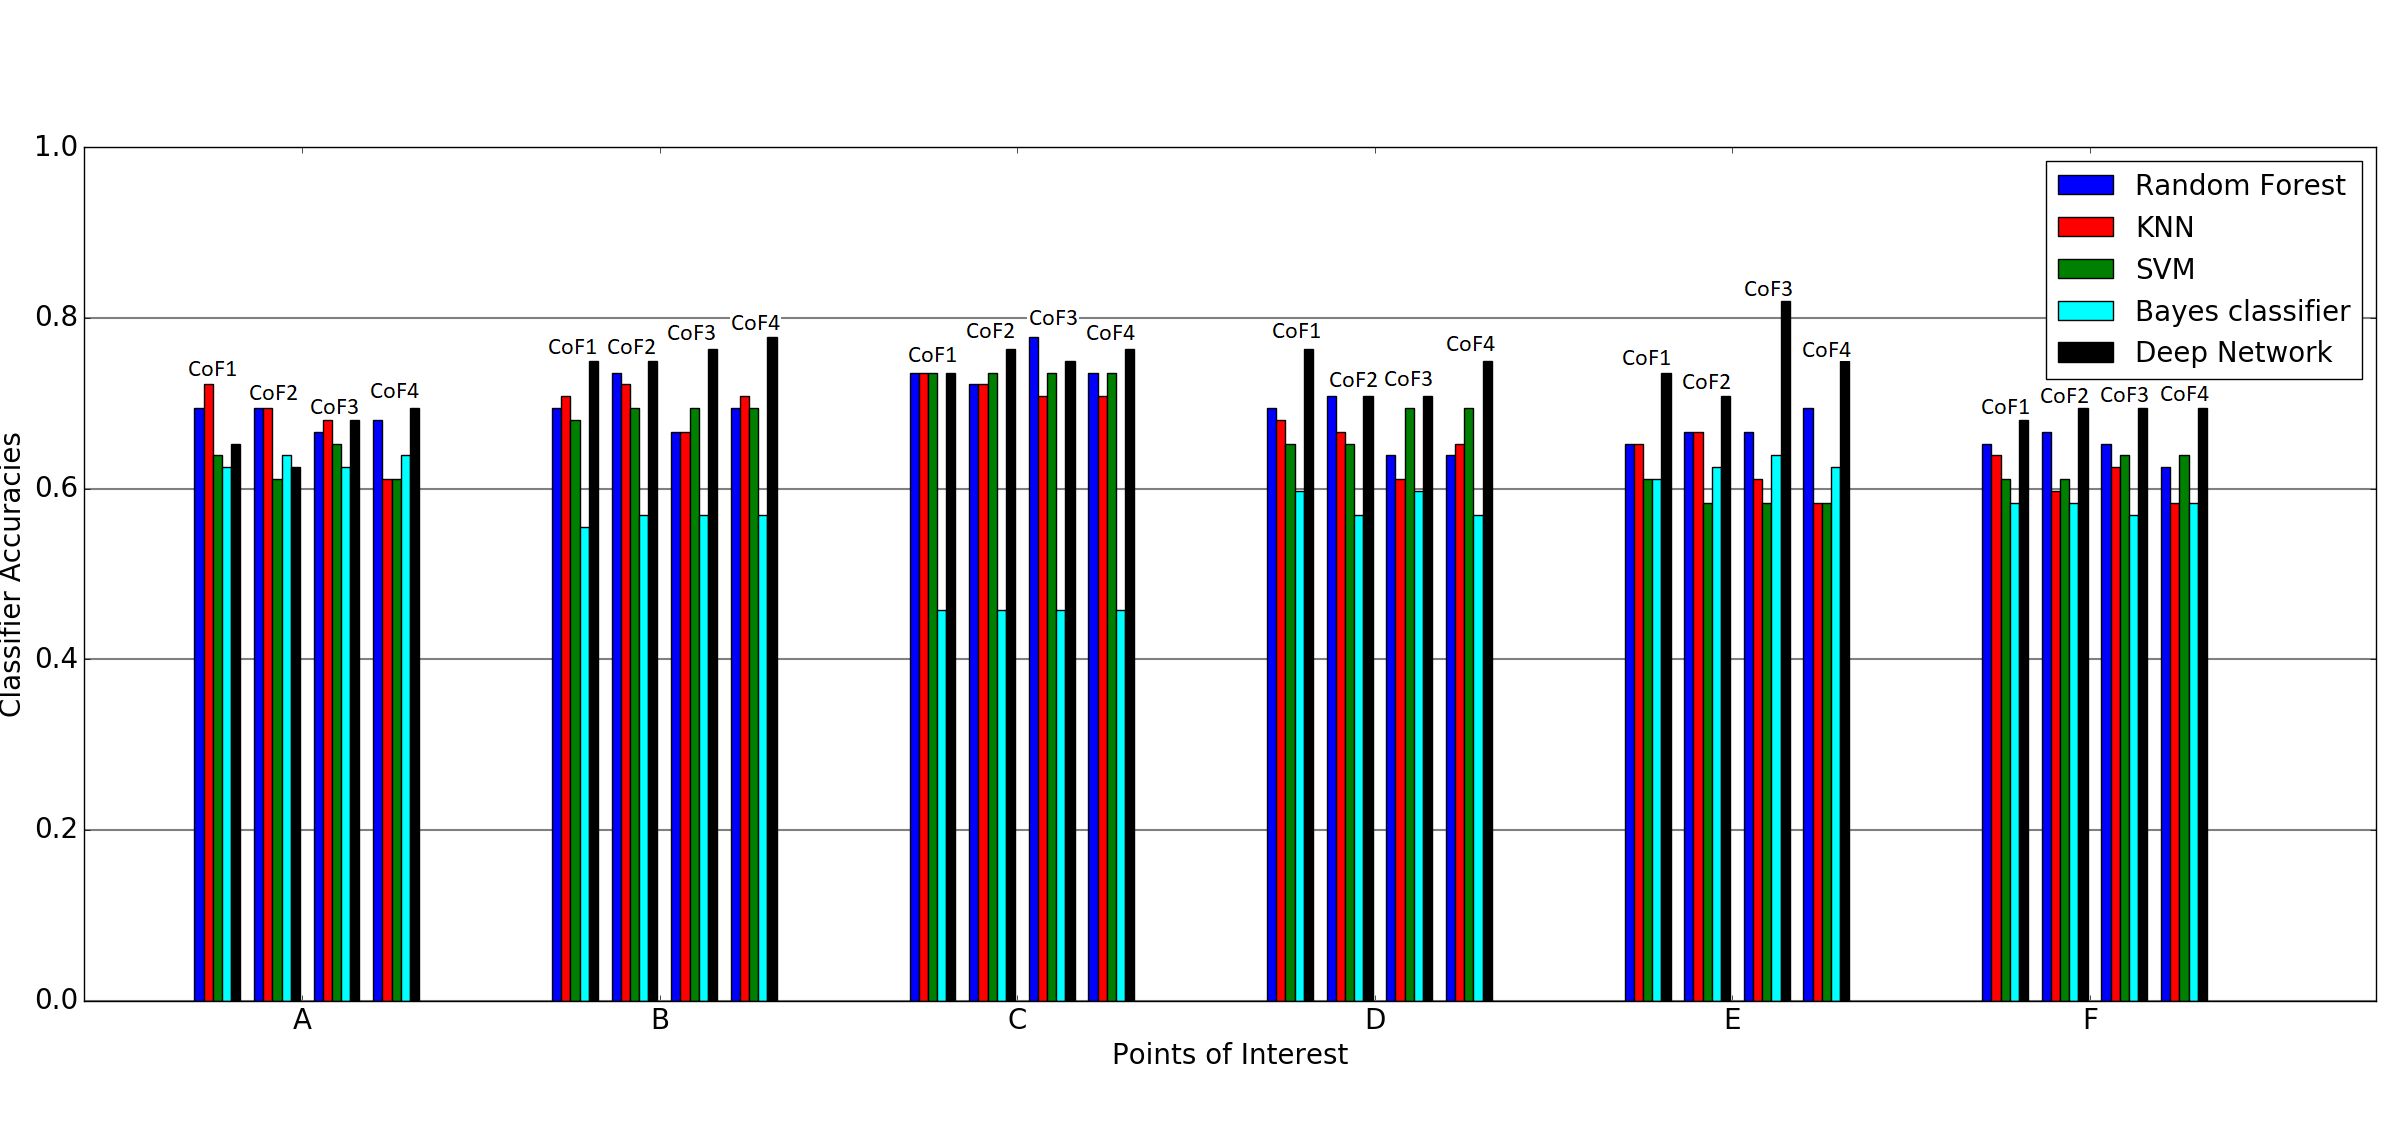 1.0
0.8
0.6
0.4
0.2
0.0
Classifier Accuracies
CoF1
CoF2
CoF3
CoF4
CoF1
CoF2
CoF3
CoF4
CoF1
CoF2
CoF3
CoF4
CoF1
CoF2
CoF3
CoF4
CoF1
CoF2
CoF3
CoF4
CoF1
CoF2
CoF3
CoF4
Random Forest
KNN
SVM
Bayes classifier
Deep Network
A B C D E F
Points of Interest